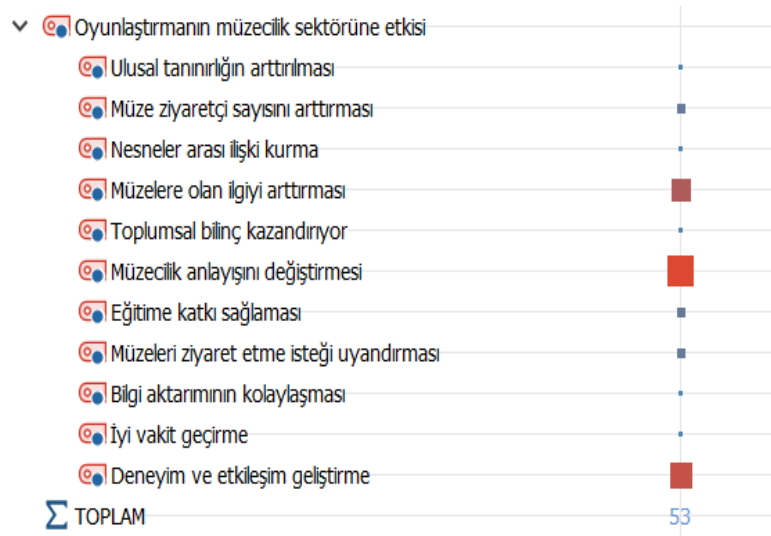 Oyunlaştırmanın müzecilik sektörüne etkisi
Ulusal tanınırlığın arttırılması
Müze ziyaretçi sayısını arttırması
Nesneler arası ilişki kurma
Müzelere olan ilgiyi arttırması
Toplumsal bilinç kazandırıyor
Müzecilik anlayışını değiştirmesi
Eğitime katkı sağlaması
Müzeleri ziyaret etme isteği uyandırması
Bilgi aktarımının kolaylaşması
İyi vakit geçirme
Deneyim ve etkileşim geliştirme
Σ TOPLAM 53